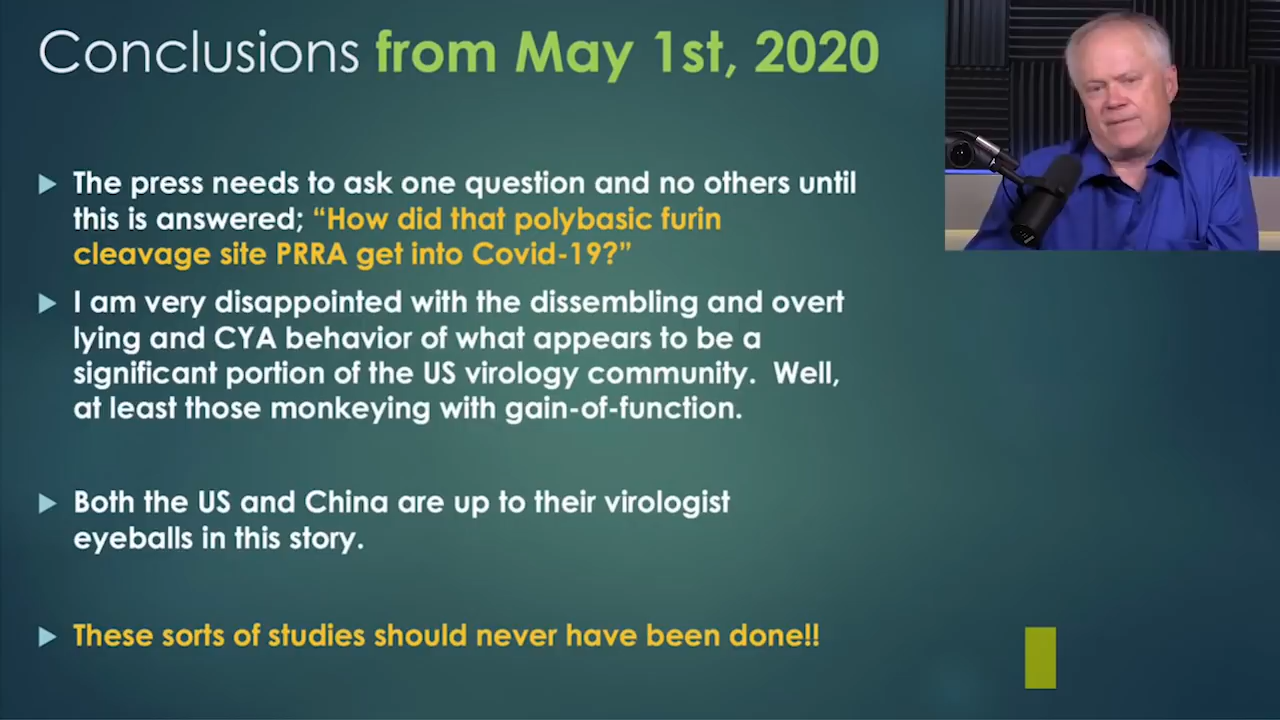 Conclusions from May 1st, 2020
The press needs to ask one question and no others until
this is answered; “How did that polybasic furin
cleavage site PRRA get into Covid-19?”
I am very disappointed with the dissembling and overt
lying and CYA behavior of what appears to be a
significant portion of the US virology community.  Well,
at least those monkeying with gain-of-function.
Both the US and China are up to their virologist
eyeballs in this story.
These sorts of studies should never have been done!!